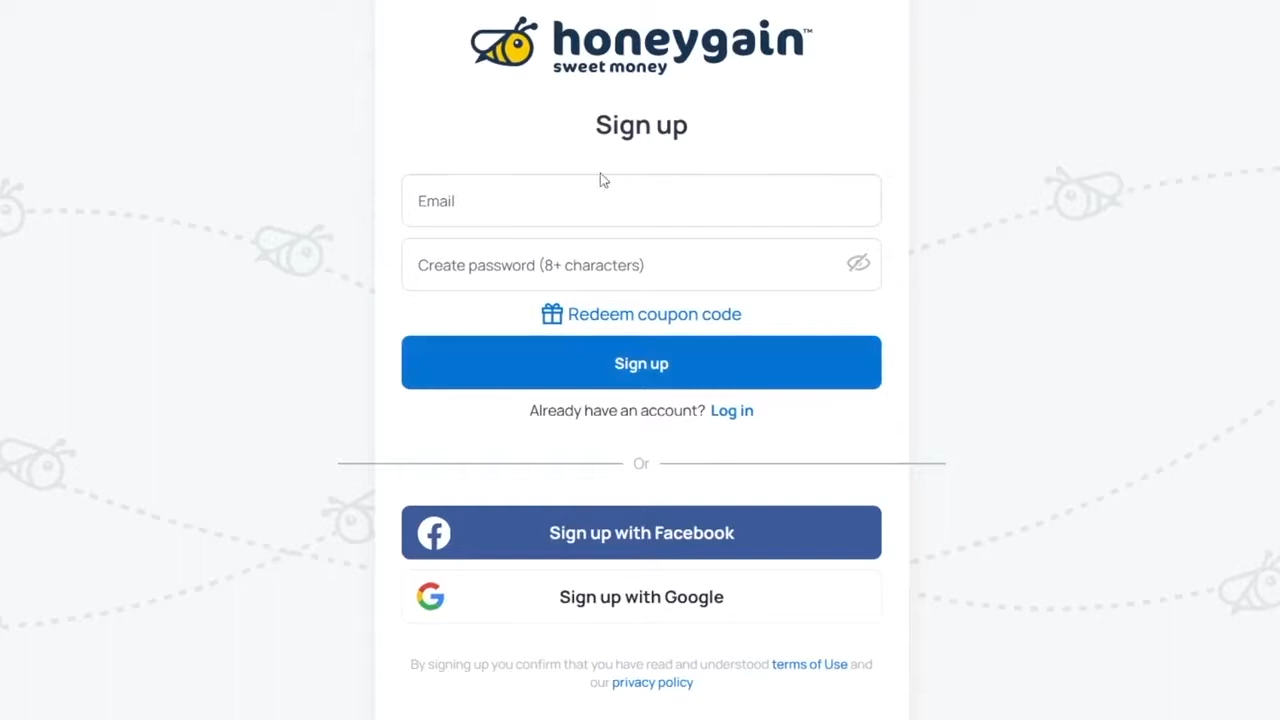 honeygain™
sweet money
Sign up
Email
Create password (8+ characters)
Redeem coupon code
Sign up
Already have an account? Log in
Or
Sign up with Facebook
Sign up with Google
By signing up you confirm that you have read and understood terms of Use and
our privacy policy